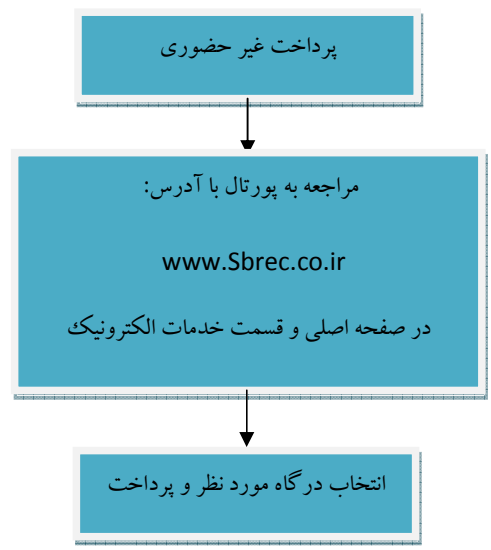 پرداخت غیر حضوری
مراجعه به پورتال با آدرس:
www.Sbrec.co.ir
در صفحه اصلی و قسمت خدمات الکترونیک
انتخاب درگاه مورد نظر و پرداخت